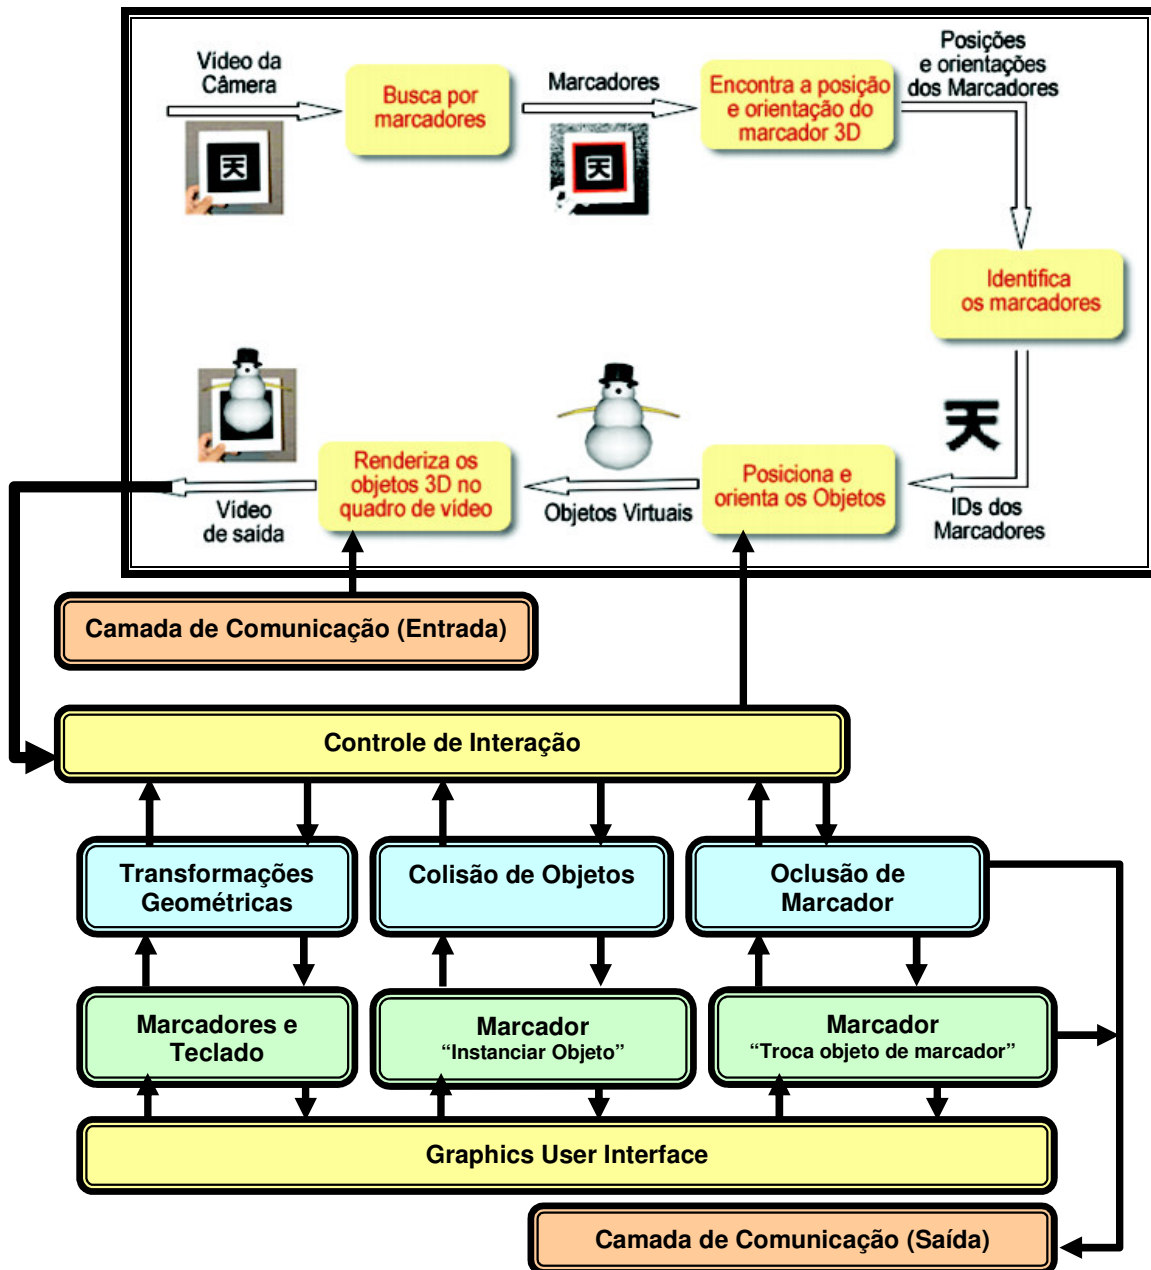 Vídeo da
Câmera
Busca por
marcadores
Marcadores
Encontra a posição
e orientação do
marcador 3D
Posições
e orientações
dos Marcadores
天
天
Identifica
os marcadores
天
IDs dos
Marcadores
Posiciona e
orienta os Objetos
Objetos Virtuais
Renderiza os
objetos 3D no
quadro de vídeo
Vídeo
de saída
Camada de Comunicação (Entrada)
Controle de Interação
Transformações
Geométricas
Colisão de Objetos
Oclusão de
Marcador
Marcadores e
Teclado
Marcador
“Instanciar Objeto”
Marcador
“Troca objeto de marcador”
Graphics User Interface
Camada de Comunicação (Saída)